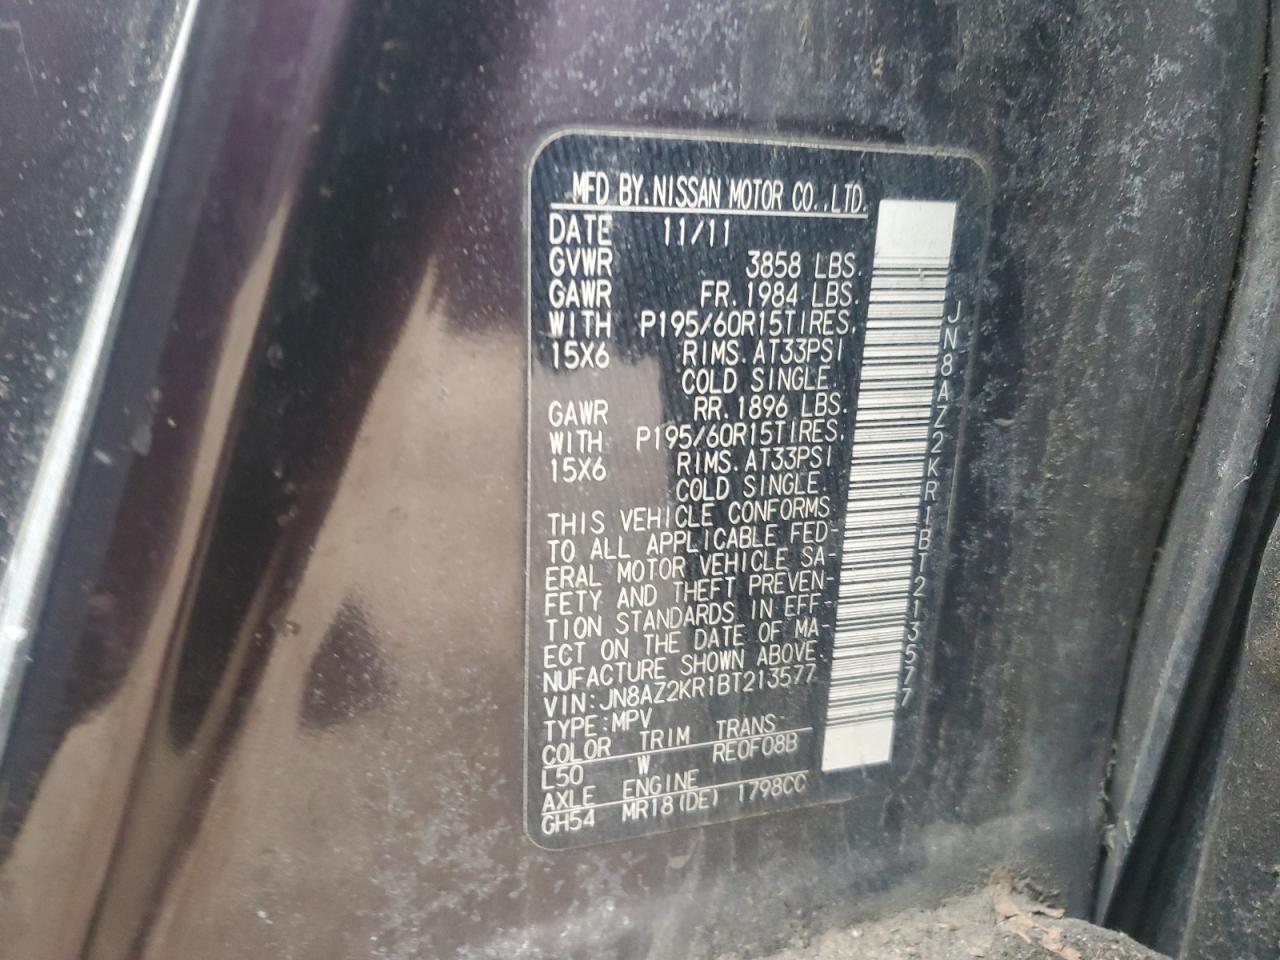 MFD BY. NISSAN MOTOR CO.,LTD.
DATE 11/11
GVWR 3858 LBS.
GAWR FR. 1984 LBS.
WITH P195/60R15TIRES.
15X6 RIMS. AT33PSI
COLD SINGLE.
GAWR RR. 1896 LBS.
WITH P195/60R15TIRES.
15X6 RIMS. AT33PSI
COLD SINGLE.
THIS VEHICLE CONFORMS
TO ALL APPLICABLE FED-
ERAL MOTOR VEHICLE SA-
FETY AND THEFT PREVEN-
TION STANDARDS IN EFF-
ECT ON THE DATE OF MA-
NUFACTURE SHOWN ABOVE.
VIN:JN8AZ2KR1BT213577
TYPE:MPV
COLOR TRIM TRANS
L50 W RE0F08B
AXLE ENGINE
GH54 MR18(DE) 1798CC
JN8AZ2KR1BT213577